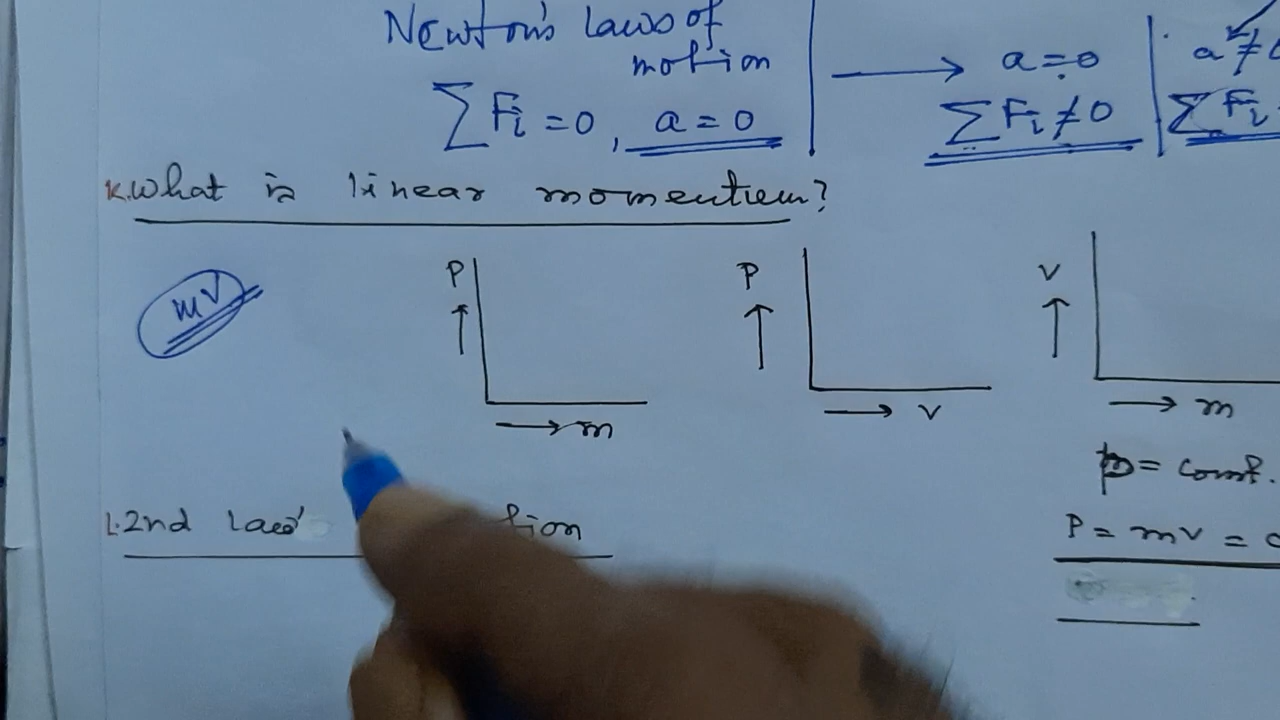 Newton's laws of
motion
∑Fi = 0 , a = 0
→ a = 0
∑Fi ≠ 0
a ≠ 0
∑Fi
K. What is linear momentum?
mv
P ↑
→ m
P ↑
→ v
v ↑
→ m
p = const.
P = mv = c
L. 2nd law tion